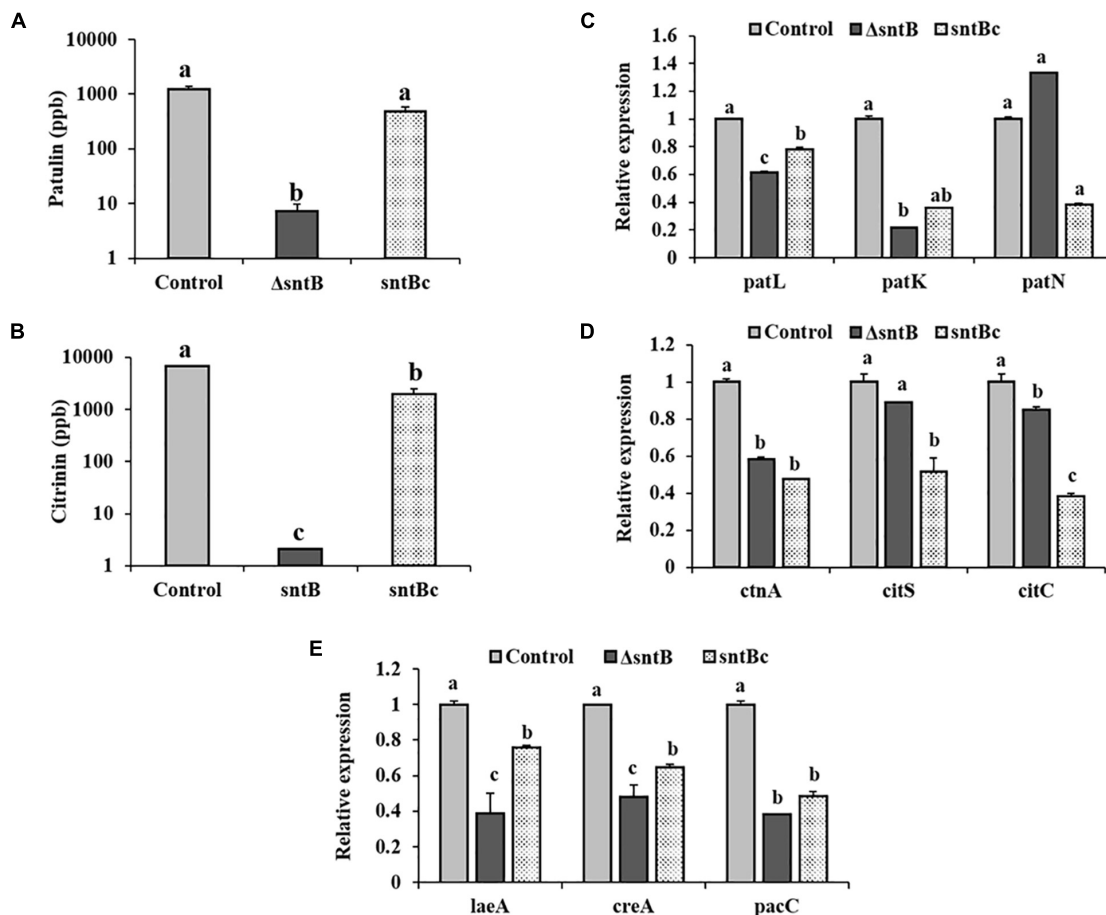 A
Patulin (ppb)
10000
1000
100
10
1
a
b
a
Control ΔsntB sntBc
B
Citrinin (ppb)
10000
1000
100
10
1
a
c
b
Control sntB sntBc
C
Control ΔsntB sntBc
Relative expression
1.6
1.4
1.2
1
0.8
0.6
0.4
0.2
0
a c b a b ab a a a
patL patK patN
D
Control ΔsntB sntBc
Relative expression
1.2
1
0.8
0.6
0.4
0.2
0
a b b a a b a b c
ctnA citS citC
E
Control ΔsntB sntBc
Relative expression
1.2
1
0.8
0.6
0.4
0.2
0
a c b a c b a b b
laeA creA pacC